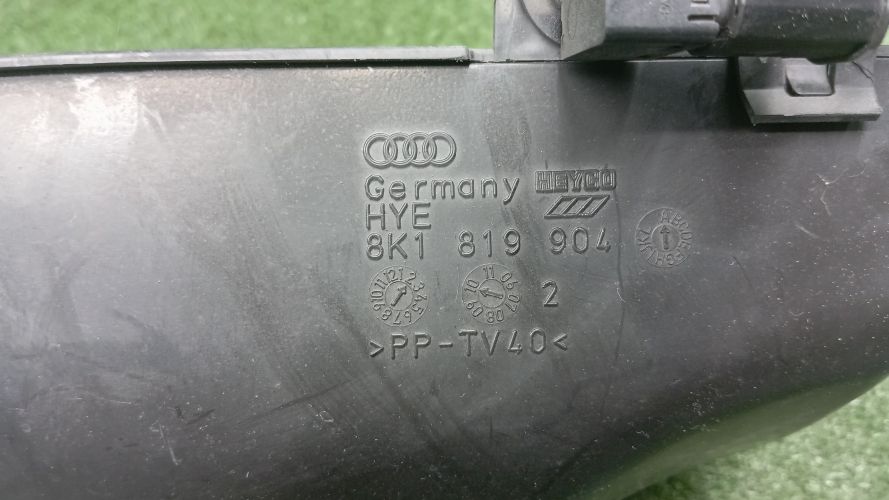 Germany HEYCO
HYE
8K1 819 904
2
>PP-TV40<